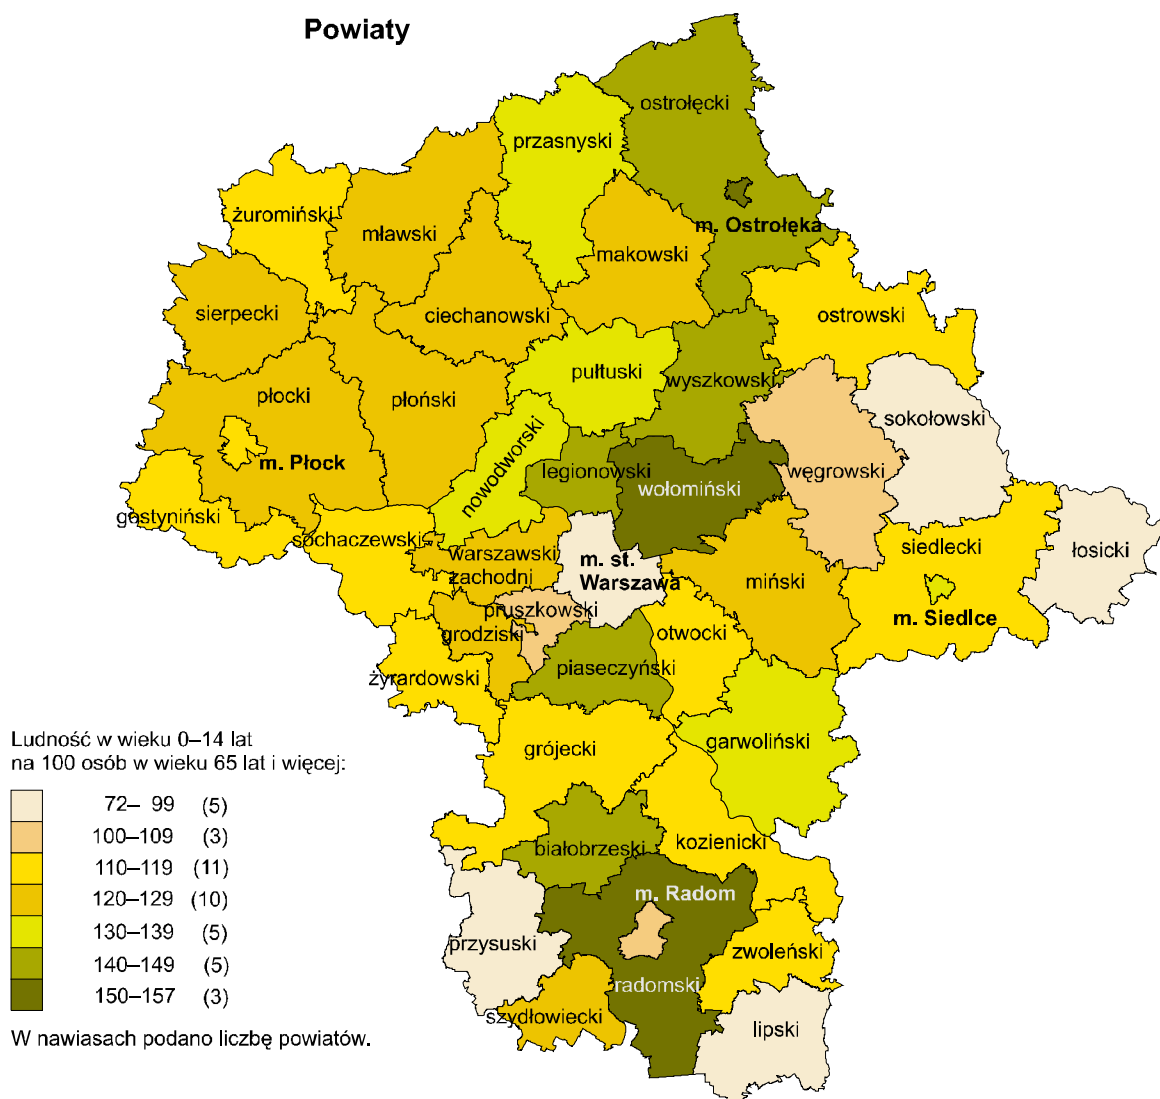 Powiaty
ostrołęcki
przasnyski
żuromiński
mławski
m. Ostrołęka
makowski
sierpecki
ciechanowski
ostrowski
pułtuski
wyszkowski
płocki
płoński
sokołowski
nowodworski
m. Płock
legionowski
wołomiński
węgrowski
gostyniński
sochaczewski
warszawski
zachodni
m. st.
Warszawa
miński
siedlecki
łosicki
pruszkowski
grodziski
otwocki
m. Siedlce
żyrardowski
piaseczyński
grójecki
garwoliński
białobrzeski
kozienicki
m. Radom
przysuski
zwoleński
radomski
szydłowiecki
lipski
Ludność w wieku 0–14 lat
na 100 osób w wieku 65 lat i więcej:
72– 99 (5)
100–109 (3)
110–119 (11)
120–129 (10)
130–139 (5)
140–149 (5)
150–157 (3)
W nawiasach podano liczbę powiatów.